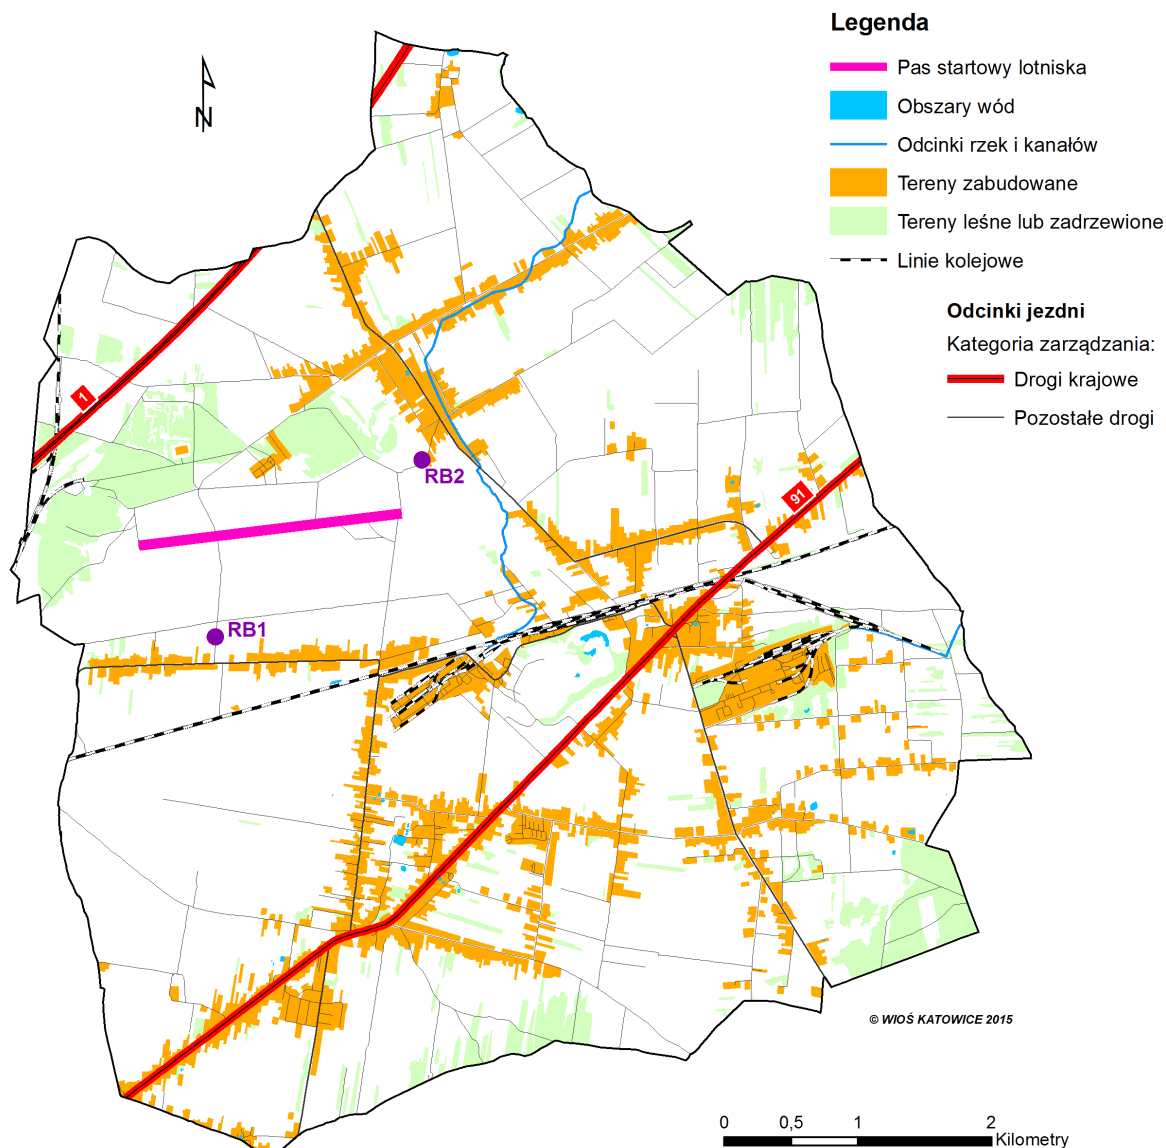 Legenda
Pas startowy lotniska
Obszary wód
Odcinki rzek i kanałów
Tereny zabudowane
Tereny leśne lub zadrzewione
Linie kolejowe
Odcinki jezdni
Kategoria zarządzania:
Drogi krajowe
Pozostałe drogi
N
1
RB2
91
RB1
© WIOŚ KATOWICE 2015
0 0,5 1 2
Kilometry